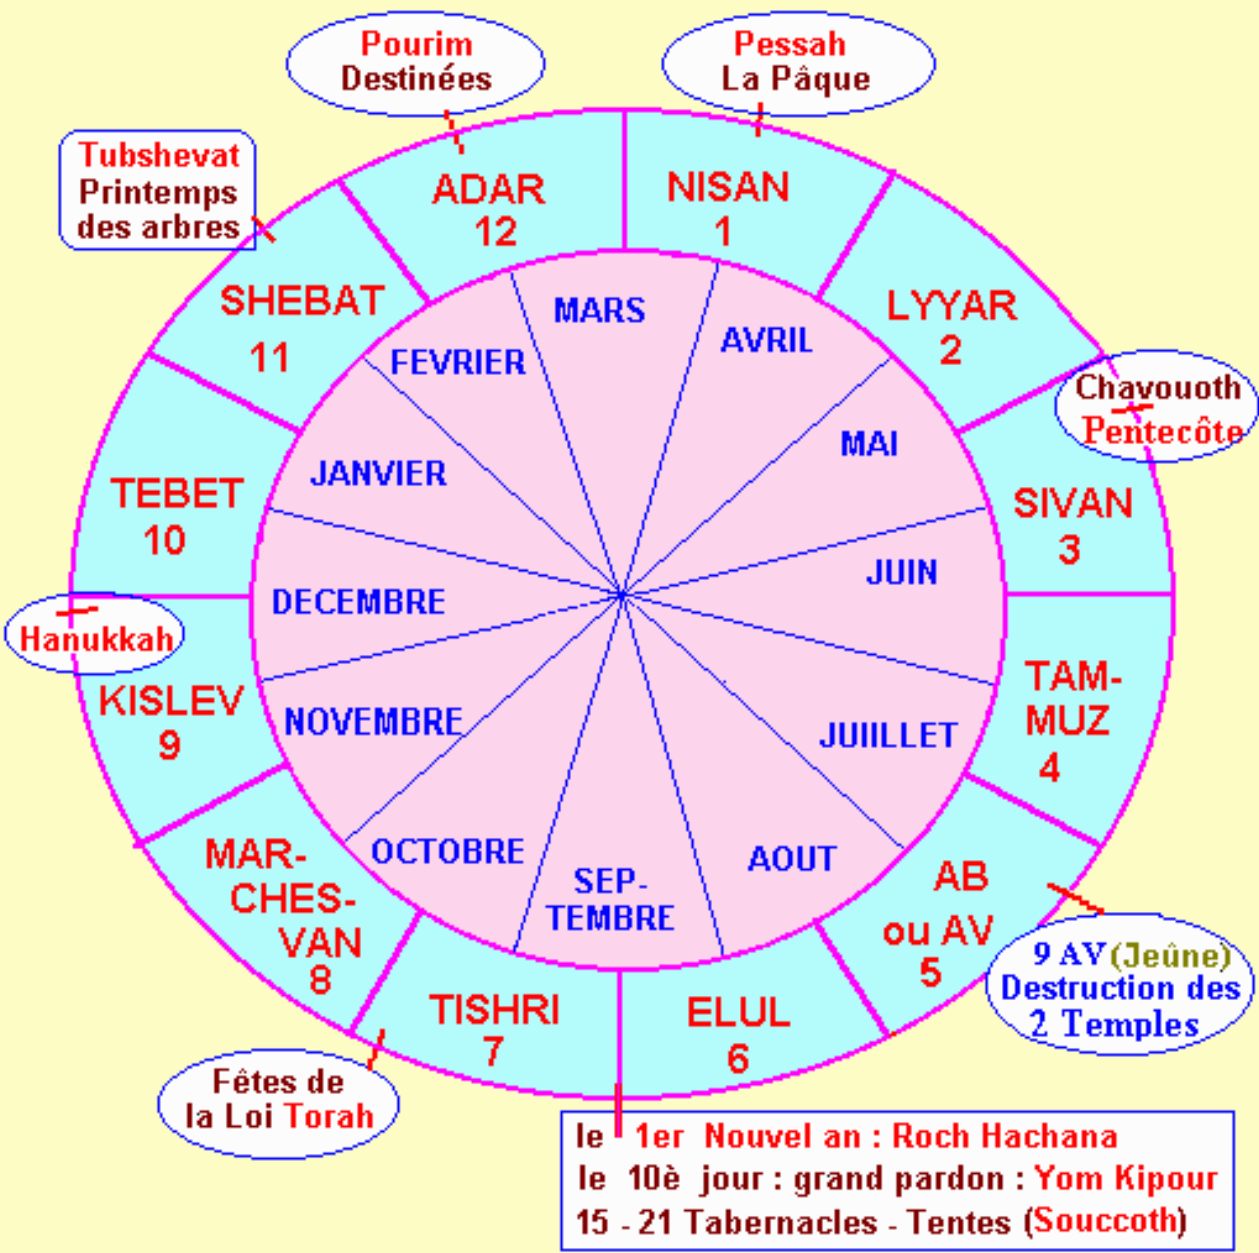 Pourim
Destinées
Pessah
La Pâque
Tubshevat
Printemps
des arbres
ADAR
12
NISAN
1
SHEBAT
11
LYYAR
2
MARS
AVRIL
FEVRIER
MAI
JANVIER
Chavouoth
Pentecôte
TEBET
10
SIVAN
3
JUIN
DECEMBRE
Hanukkah
KISLEV
9
NOVEMBRE
JUIILLET
TAM-
MUZ
4
OCTOBRE
AOUT
SEP-
TEMBRE
MAR-
CHES-
VAN
8
AB
ou AV
5
9 AV (Jeûne)
Destruction des
2 Temples
TISHRI
7
ELUL
6
Fêtes de
la Loi Torah
le 1er Nouvel an : Roch Hachana
le 10è jour : grand pardon : Yom Kipour
15 - 21 Tabernacles - Tentes (Souccoth)